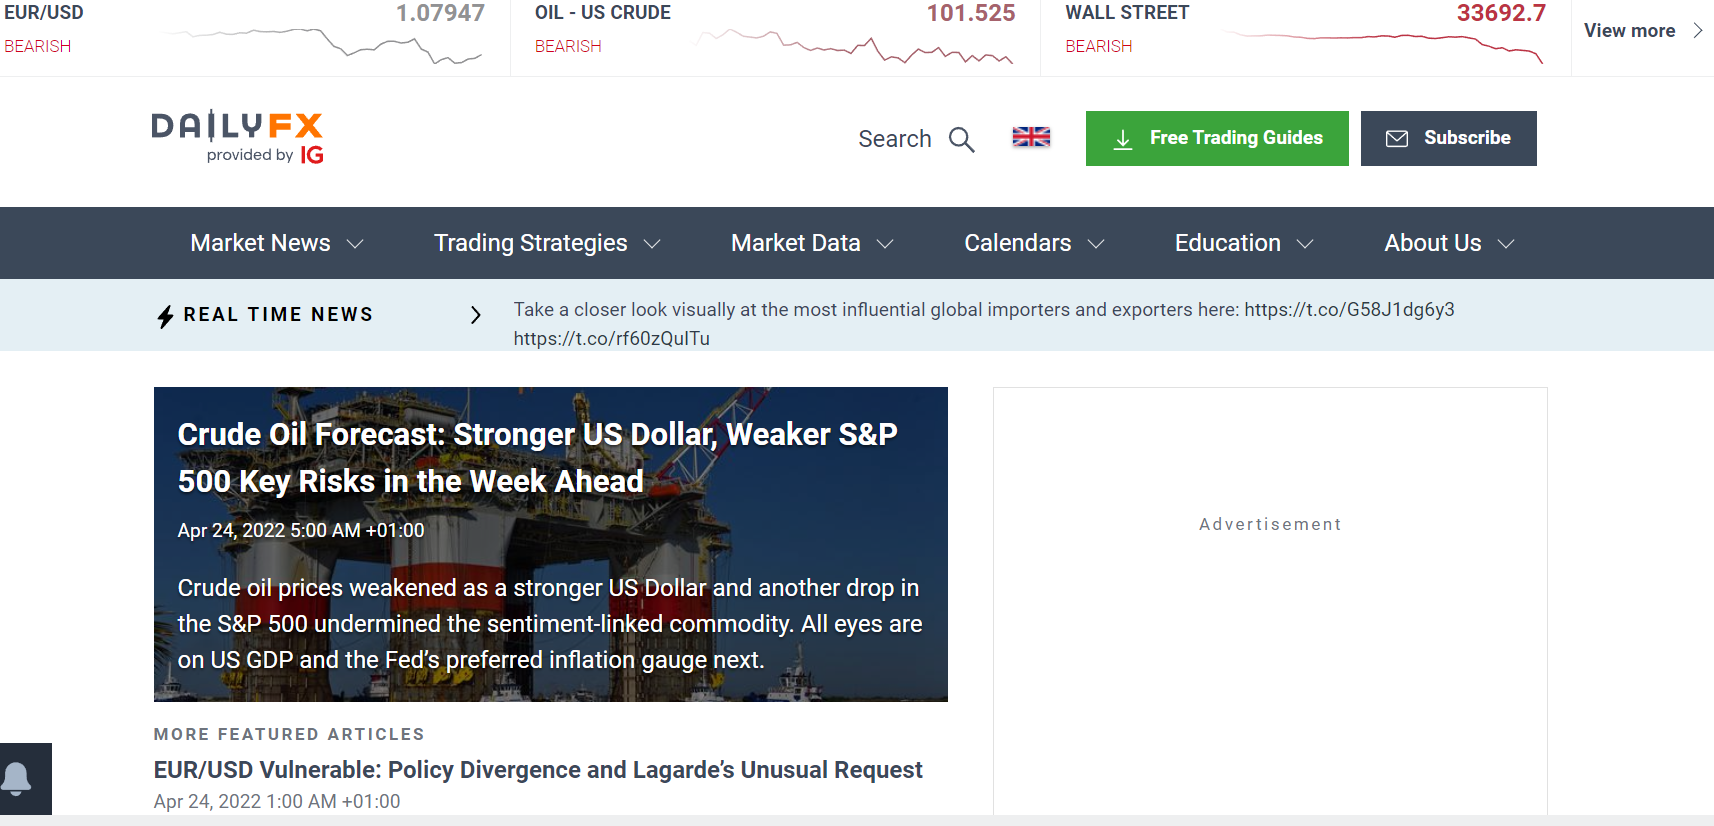 EUR/USD 1.07947
BEARISH
OIL - US CRUDE 101.525
BEARISH
WALL STREET 33692.7
BEARISH
View more
DAILYFX
provided by IG
Search
Free Trading Guides
Subscribe
Market News
Trading Strategies
Market Data
Calendars
Education
About Us
REAL TIME NEWS
Take a closer look visually at the most influential global importers and exporters here: https://t.co/G58J1dg6y3
https://t.co/rf60zQulTu
Crude Oil Forecast: Stronger US Dollar, Weaker S&P
500 Key Risks in the Week Ahead
Apr 24, 2022 5:00 AM +01:00
Crude oil prices weakened as a stronger US Dollar and another drop in
the S&P 500 undermined the sentiment-linked commodity. All eyes are
on US GDP and the Fed’s preferred inflation gauge next.
Advertisement
MORE FEATURED ARTICLES
EUR/USD Vulnerable: Policy Divergence and Lagarde’s Unusual Request
Apr 24, 2022 1:00 AM +01:00